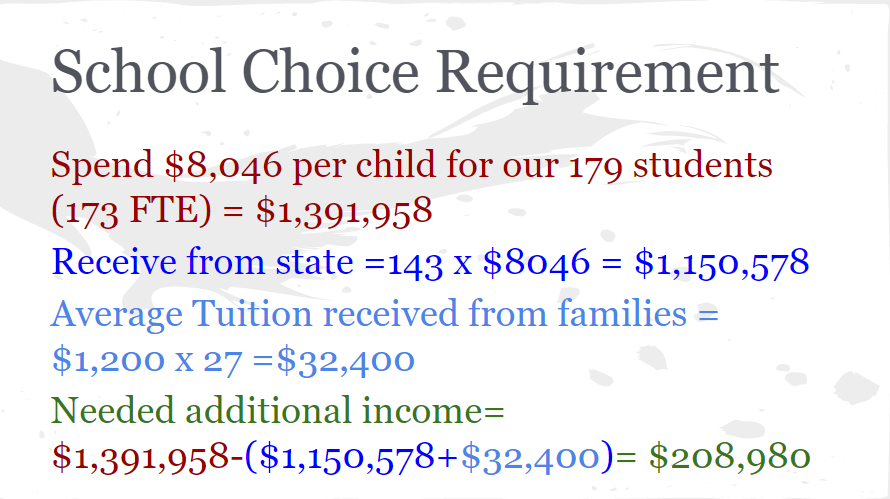 School Choice Requirement
Spend $8,046 per child for our 179 students
(173 FTE) = $1,391,958
Receive from state =143 x $8046 = $1,150,578
Average Tuition received from families =
$1,200 x 27 =$32,400
Needed additional income=
$1,391,958-($1,150,578+$32,400)= $208,980